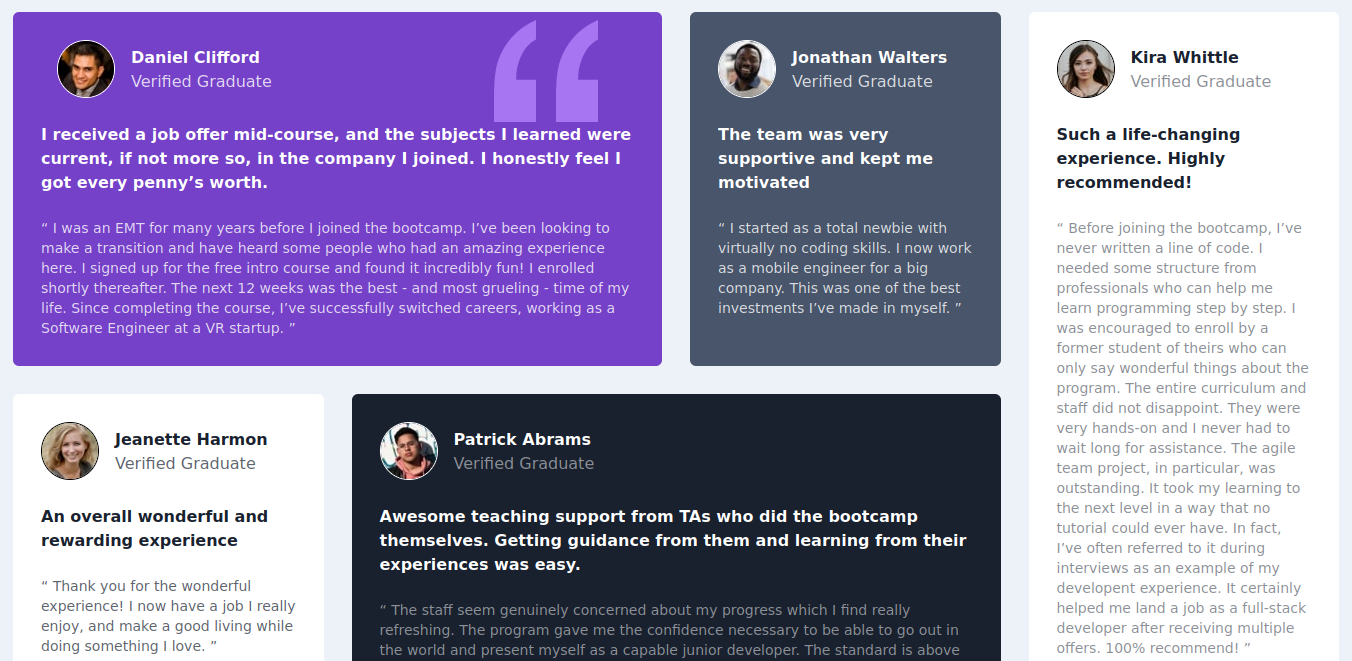 Daniel Clifford
Verified Graduate
I received a job offer mid-course, and the subjects I learned were
current, if not more so, in the company I joined. I honestly feel I
got every penny’s worth.
“ I was an EMT for many years before I joined the bootcamp. I’ve been looking to
make a transition and have heard some people who had an amazing experience
here. I signed up for the free intro course and found it incredibly fun! I enrolled
shortly thereafter. The next 12 weeks was the best - and most grueling - time of my
life. Since completing the course, I’ve successfully switched careers, working as a
Software Engineer at a VR startup. ”
Jonathan Walters
Verified Graduate
The team was very
supportive and kept me
motivated
“ I started as a total newbie with
virtually no coding skills. I now work
as a mobile engineer for a big
company. This was one of the best
investments I’ve made in myself. ”
Kira Whittle
Verified Graduate
Such a life-changing
experience. Highly
recommended!
“ Before joining the bootcamp, I’ve
never written a line of code. I
needed some structure from
professionals who can help me
learn programming step by step. I
was encouraged to enroll by a
former student of theirs who can
only say wonderful things about the
program. The entire curriculum and
staff did not disappoint. They were
very hands-on and I never had to
wait long for assistance. The agile
team project, in particular, was
outstanding. It took my learning to
the next level in a way that no
tutorial could ever have. In fact,
I’ve often referred to it during
interviews as an example of my
developent experience. It certainly
helped me land a job as a full-stack
developer after receiving multiple
offers. 100% recommend! ”
Jeanette Harmon
Verified Graduate
An overall wonderful and
rewarding experience
“ Thank you for the wonderful
experience! I now have a job I really
enjoy, and make a good living while
doing something I love. ”
Patrick Abrams
Verified Graduate
Awesome teaching support from TAs who did the bootcamp
themselves. Getting guidance from them and learning from their
experiences was easy.
“ The staff seem genuinely concerned about my progress which I find really
refreshing. The program gave me the confidence necessary to be able to go out in
the world and present myself as a capable junior developer. The standard is above